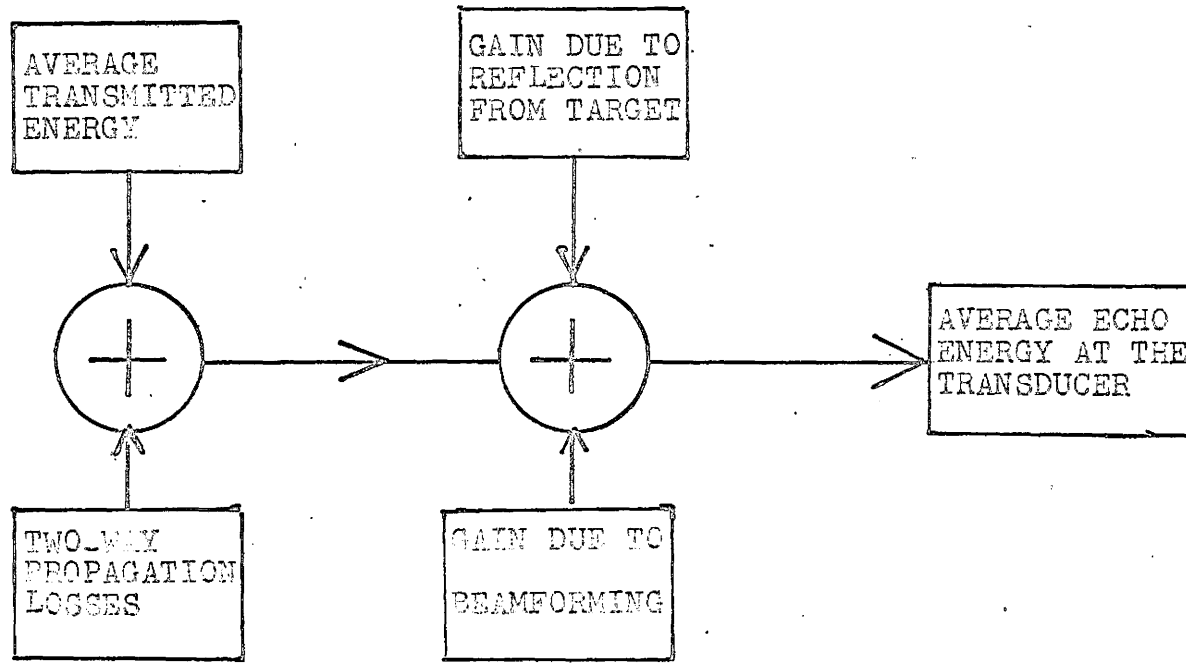 AVERAGE
TRANSMITTED
ENERGY
GAIN DUE TO
REFLECTION
FROM TARGET
AVERAGE ECHO
ENERGY AT THE
TRANSDUCER
TWO-WAY
PROPAGATION
LOSSES
GAIN DUE TO
BEAMFORMING